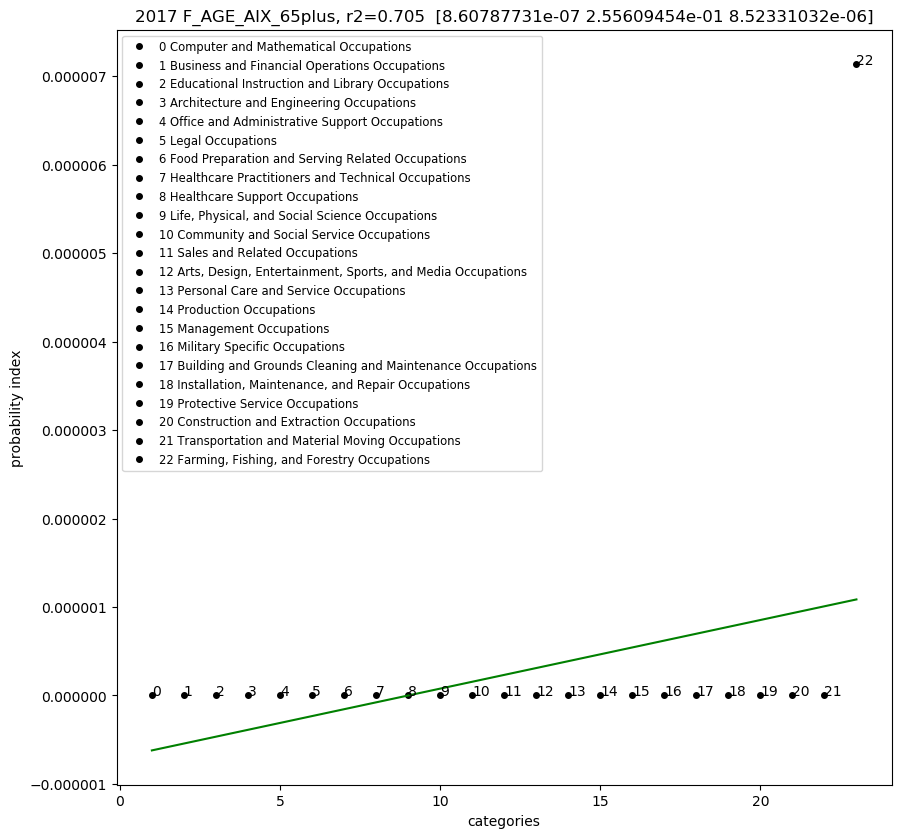 2017 F_AGE_AIX_65plus, r2=0.705 [8.60787731e-07 2.55609454e-01 8.52331032e-06]
0 Computer and Mathematical Occupations
1 Business and Financial Operations Occupations
2 Educational Instruction and Library Occupations
3 Architecture and Engineering Occupations
4 Office and Administrative Support Occupations
5 Legal Occupations
6 Food Preparation and Serving Related Occupations
7 Healthcare Practitioners and Technical Occupations
8 Healthcare Support Occupations
9 Life, Physical, and Social Science Occupations
10 Community and Social Service Occupations
11 Sales and Related Occupations
12 Arts, Design, Entertainment, Sports, and Media Occupations
13 Personal Care and Service Occupations
14 Production Occupations
15 Management Occupations
16 Military Specific Occupations
17 Building and Grounds Cleaning and Maintenance Occupations
18 Installation, Maintenance, and Repair Occupations
19 Protective Service Occupations
20 Construction and Extraction Occupations
21 Transportation and Material Moving Occupations
22 Farming, Fishing, and Forestry Occupations
22
0.000007
0.000006
0.000005
0.000004
0.000003
0.000002
0.000001
0.000000
−0.000001
probability index
0 1 2 3 4 5 6 7 8 9 10 11 12 13 14 15 16 17 18 19 20 21
0 5 10 15 20
categories